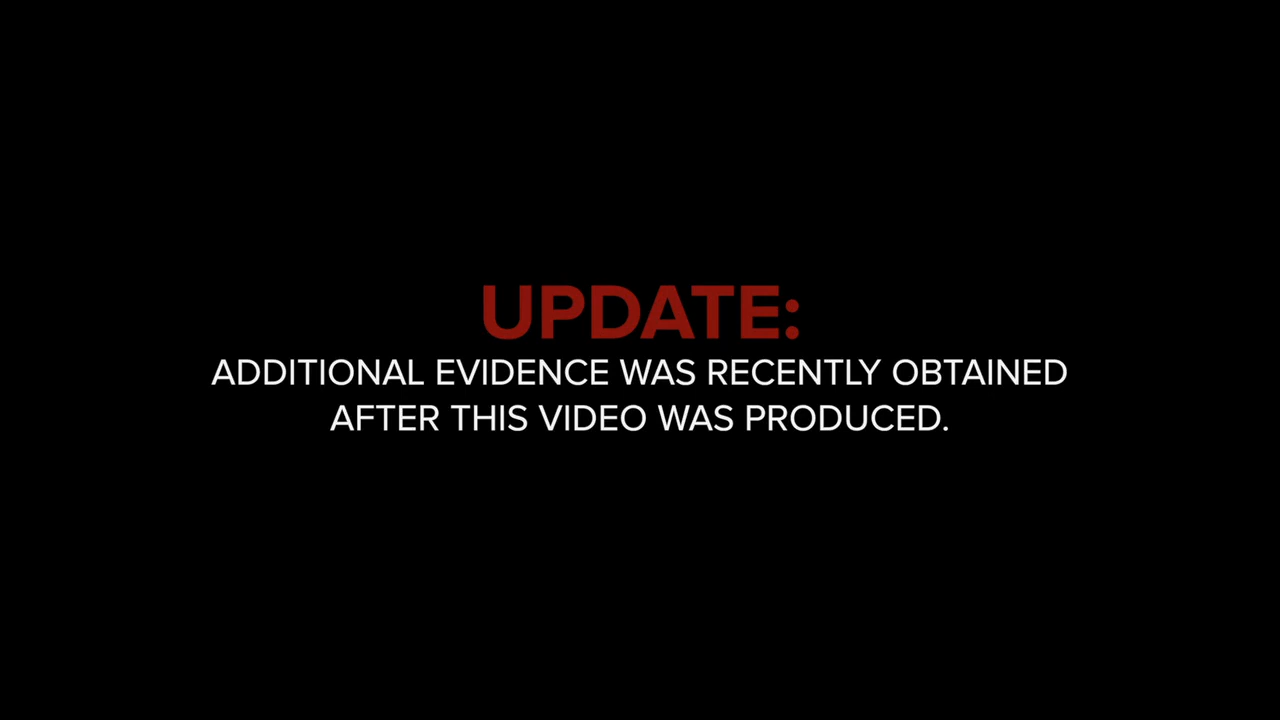 UPDATE:
ADDITIONAL EVIDENCE WAS RECENTLY OBTAINED
AFTER THIS VIDEO WAS PRODUCED.